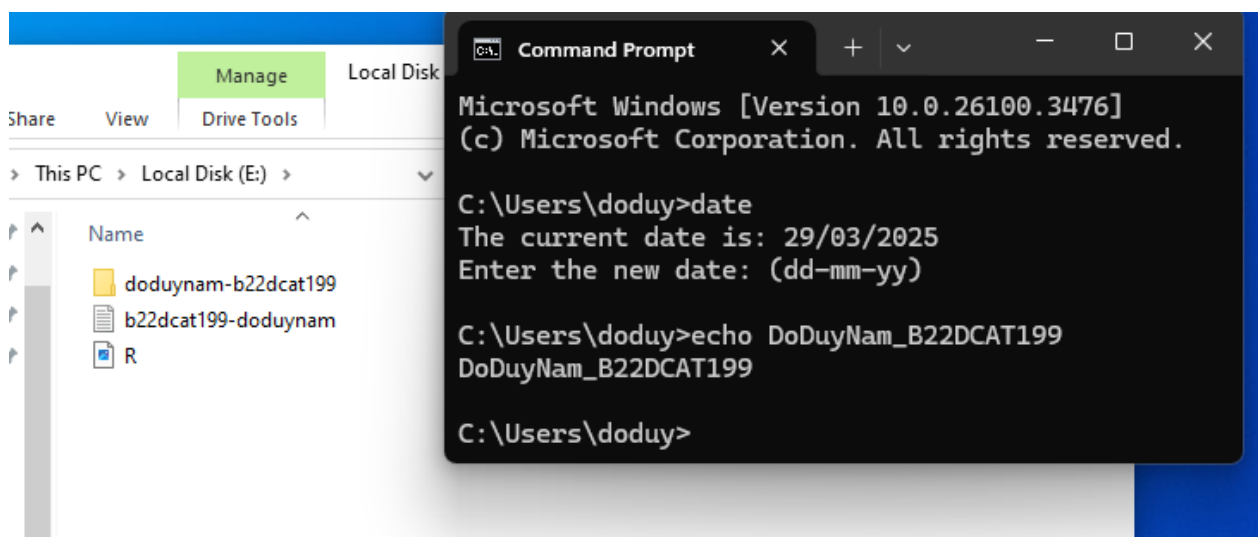 Manage
Local Disk
Share View Drive Tools
> This PC > Local Disk (E:) >
Name
doduynam-b22dcat199
b22dcat199-doduynam
R
Command Prompt
Microsoft Windows [Version 10.0.26100.3476]
(c) Microsoft Corporation. All rights reserved.
C:\Users\doduy>date
The current date is: 29/03/2025
Enter the new date: (dd-mm-yy)
C:\Users\doduy>echo DoDuyNam_B22DCAT199
DoDuyNam_B22DCAT199
C:\Users\doduy>